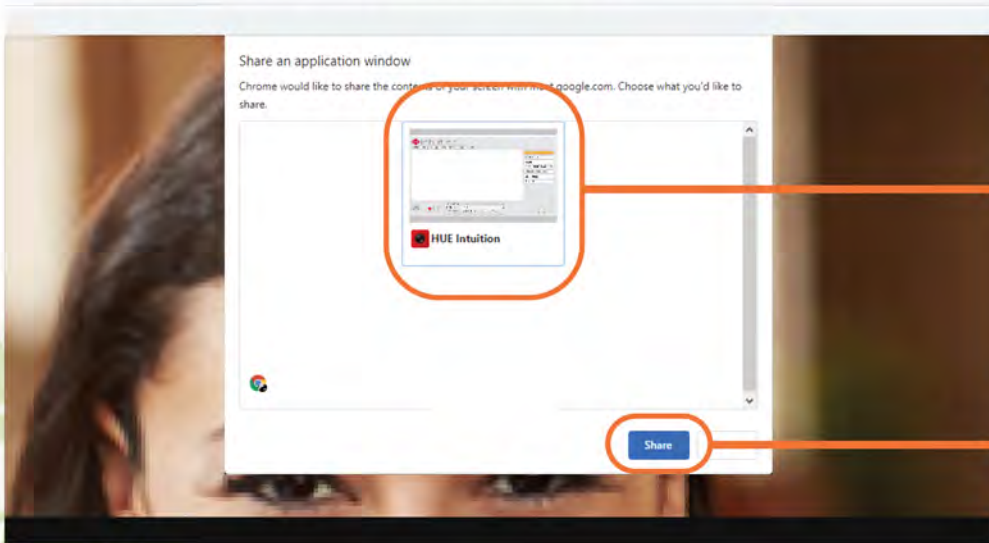 Share an application window
Chrome would like to share the contents of your screen with meet.google.com. Choose what you'd like to
share.
HUE Intuition
Share